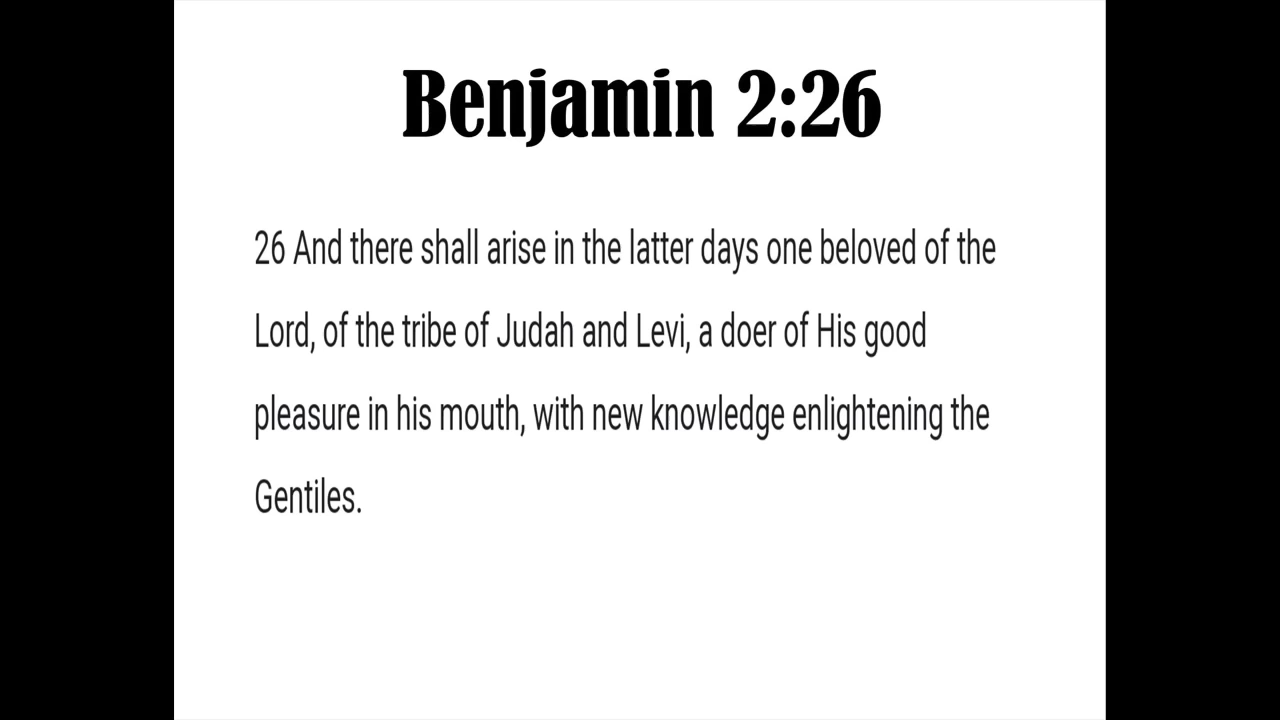 Benjamin 2:26
26 And there shall arise in the latter days one beloved of the
Lord, of the tribe of Judah and Levi, a doer of His good
pleasure in his mouth, with new knowledge enlightening the
Gentiles.